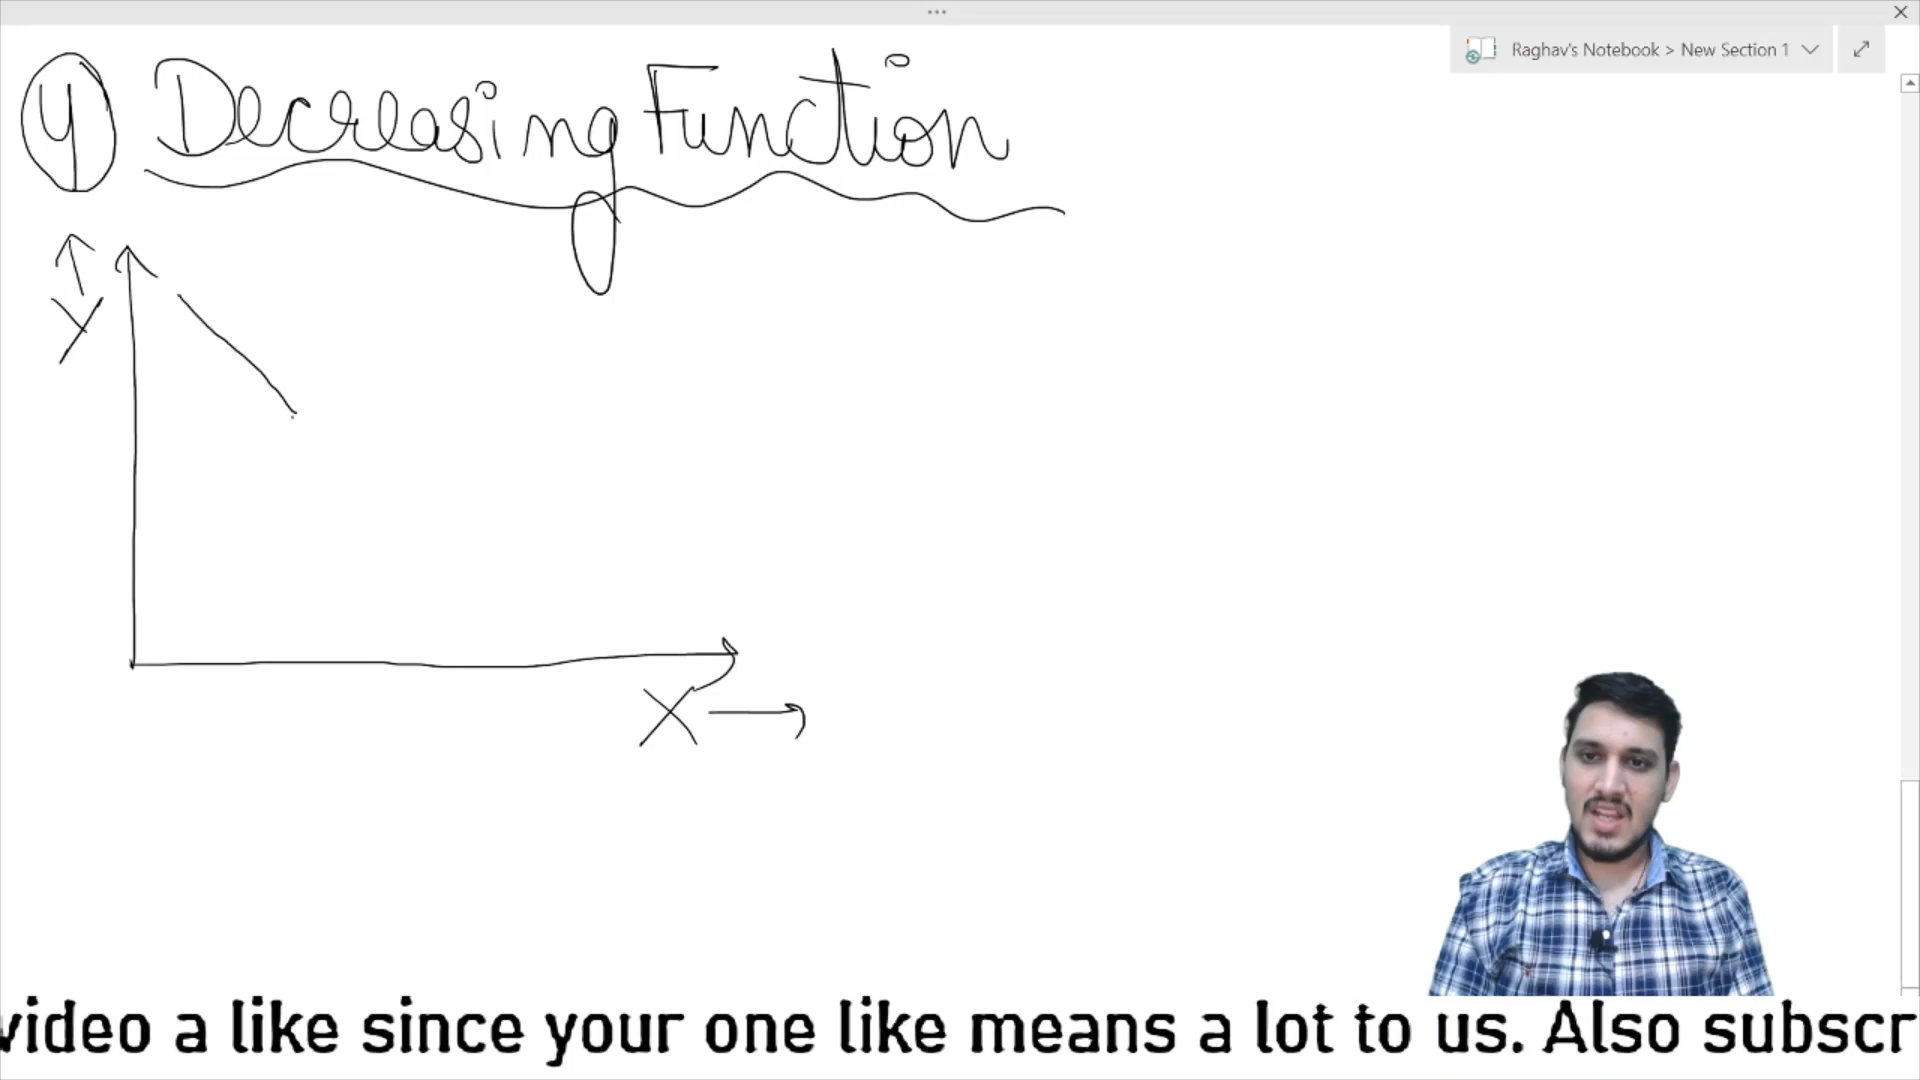 Raghav's Notebook > New Section 1
4 Decreasing Function
Y
X
video a like since your one like means a lot to us. Also subscr